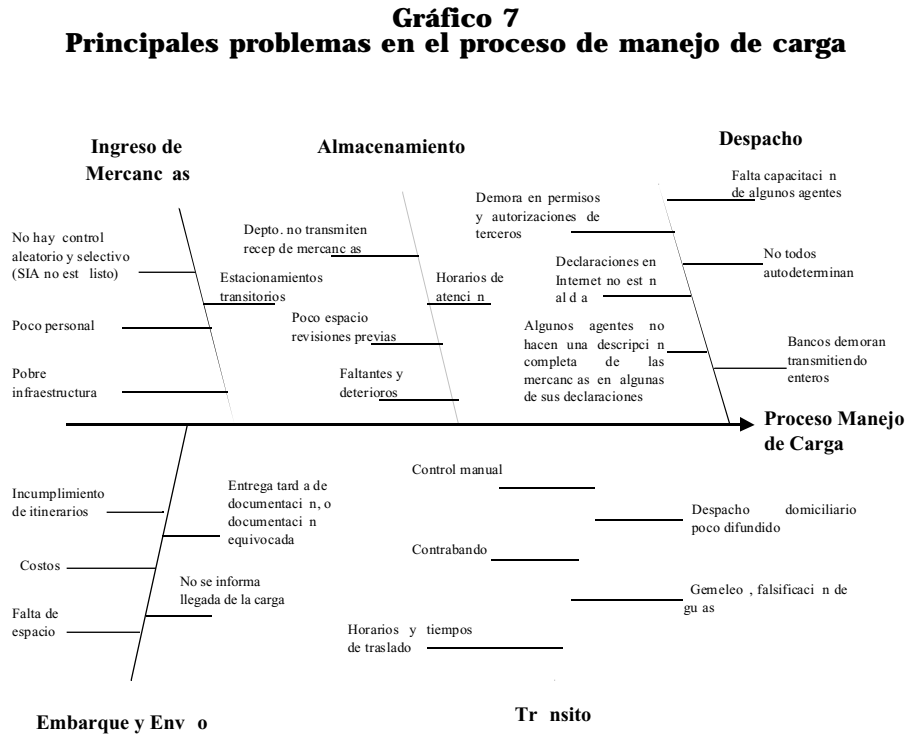 Gráfico 7
Principales problemas en el proceso de manejo de carga
Ingreso de
Mercanc as
No hay control
aleatorio y selectivo
(SIA no est listo)
Poco personal
Pobre
infraestructura
Estacionamientos
transitorios
Almacenamiento
Depto. no transmiten
recep de mercanc as
Poco espacio
revisiones previas
Faltantes y
deterioros
Horarios de
atenci n
Despacho
Demora en permisos
y autorizaciones de
terceros
Declaraciones en
Internet no est n
al d a
Algunos agentes no
hacen una descripci n
completa de las
mercanc as en algunas
de sus declaraciones
Falta capacitaci n
de algunos agentes
No todos
autodeterminan
Bancos demoran
transmitiendo
enteros
Proceso Manejo
de Carga
Incumplimiento
de itinerarios
Costos
Falta de
espacio
Entrega tard a de
documentaci n, o
documentaci n
equivocada
No se informa
llegada de la carga
Embarque y Env o
Control manual
Contrabando
Horarios y tiempos
de traslado
Despacho domiciliario
poco difundido
Gemeleo , falsificaci n de
gu as
Tr nsito